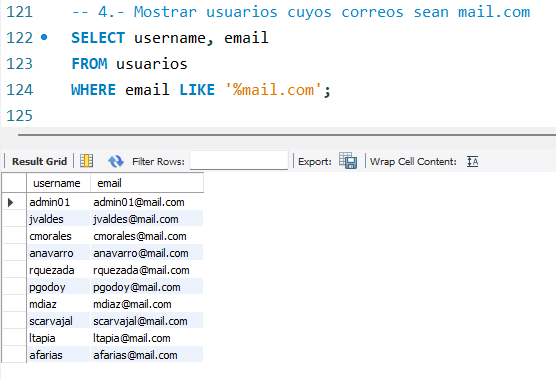 121 -- 4.- Mostrar usuarios cuyos correos sean mail.com
122 SELECT username, email
123 FROM usuarios
124 WHERE email LIKE '%mail.com';
125
Result Grid Filter Rows: Export: Wrap Cell Content:
username email
admin01 admin01@mail.com
jvaldes jvaldes@mail.com
cmorales cmorales@mail.com
anavarro anavarro@mail.com
rquezada rquezada@mail.com
pgodoy pgodoy@mail.com
mdiaz mdiaz@mail.com
scarvajal scarvajal@mail.com
ltapia ltapia@mail.com
afarias afarias@mail.com